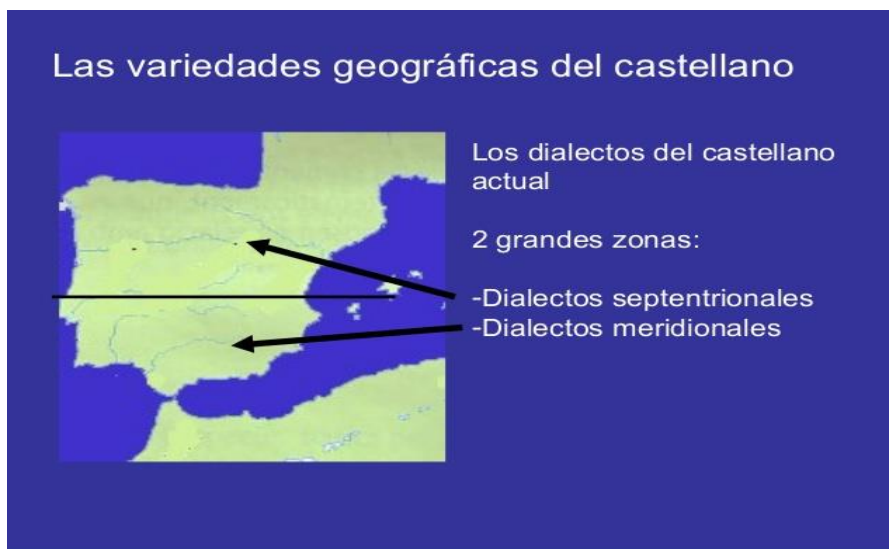 Las variedades geográficas del castellano
Los dialectos del castellano
actual
2 grandes zonas:
-Dialectos septentrionales
-Dialectos meridionales